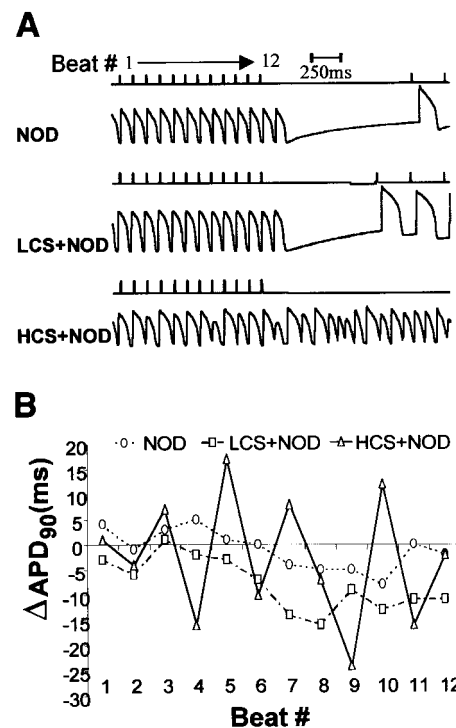 A
Beat # 1 12
250ms
NOD
LCS+NOD
HCS+NOD
B
NOD LCS+NOD HCS+NOD
ΔAPD90(ms)
20
15
10
5
0
-5
-10
-15
-20
-25
-30
1 2 3 4 5 6 7 8 9 10 11 12
Beat #